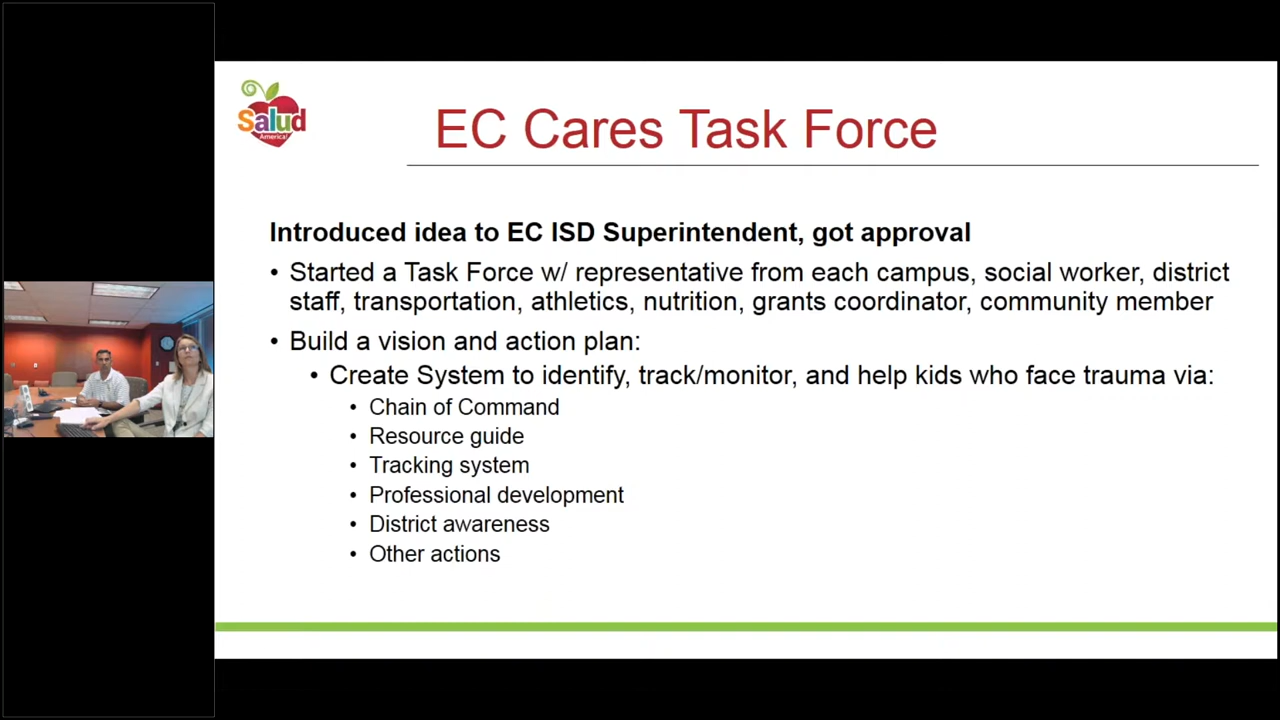 Salud
America!
EC Cares Task Force
Introduced idea to EC ISD Superintendent, got approval
• Started a Task Force w/ representative from each campus, social worker, district
staff, transportation, athletics, nutrition, grants coordinator, community member
• Build a vision and action plan:
• Create System to identify, track/monitor, and help kids who face trauma via:
• Chain of Command
• Resource guide
• Tracking system
• Professional development
• District awareness
• Other actions